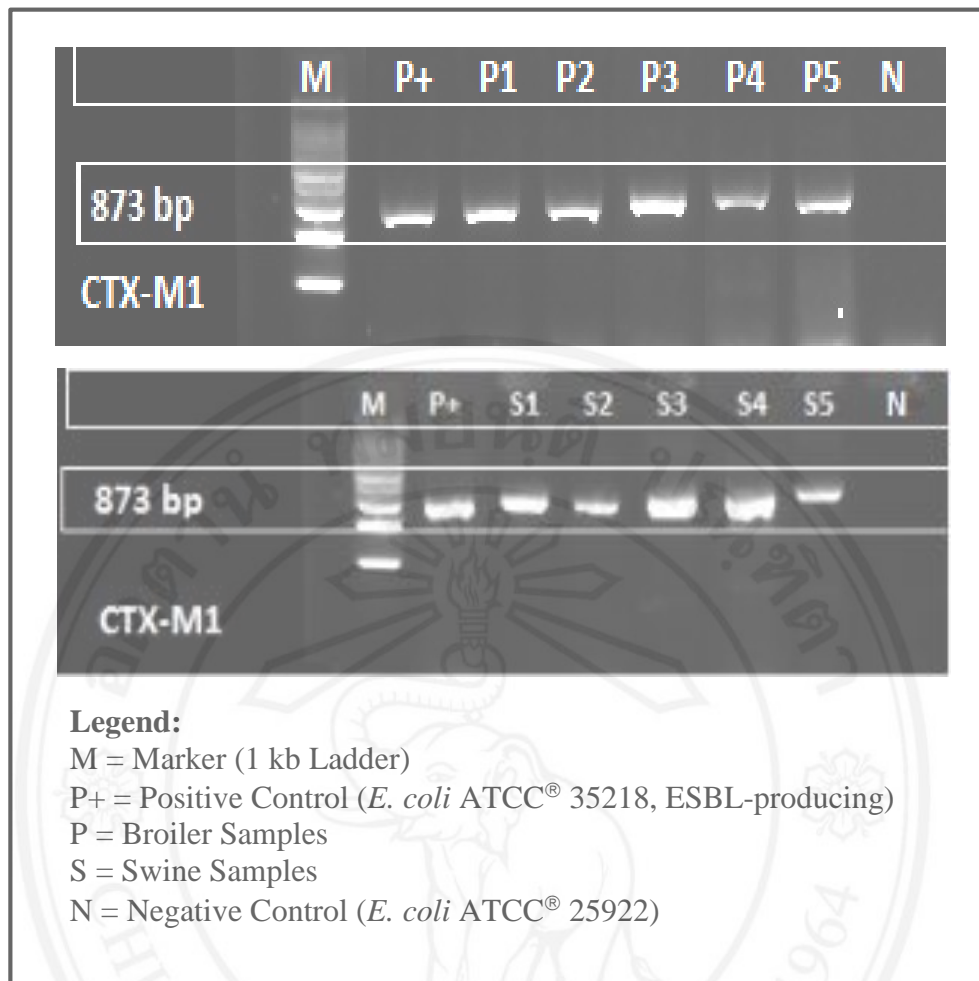 M P+ P1 P2 P3 P4 P5 N
873 bp
CTX-M1
M P+ S1 S2 S3 S4 S5 N
873 bp
CTX-M1
Legend:
M = Marker (1 kb Ladder)
P+ = Positive Control (E. coli ATCC® 35218, ESBL-producing)
P = Broiler Samples
S = Swine Samples
N = Negative Control (E. coli ATCC® 25922)
1964